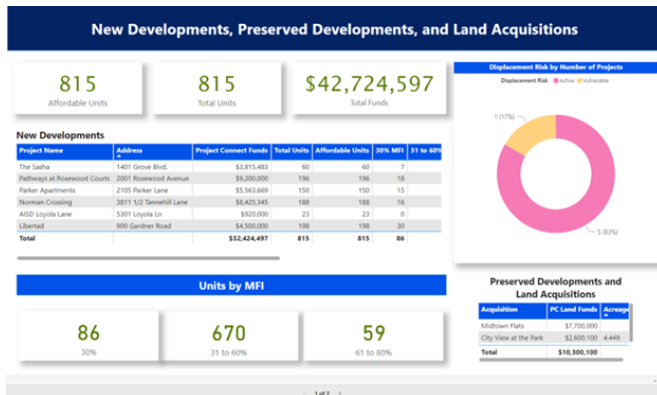 New Developments, Preserved Developments, and Land Acquisitions
815
Affordable Units
815
Total Units
$42,724,597
Total Funds
Displacement Risk by Number of Projects
Displacement Risk Active Vulnerable
1 (17%)
5 (83%)
New Developments
Project Name Address Project Connect Funds Total Units Affordable Units 30% MFI 31 to 60%
The Sasha 1401 Grove Blvd. $3,815,483 60 60 7
Pathways at Rosewood Courts 2001 Rosewood Avenue $9,200,000 196 196 18
Parker Apartments 2105 Parker Lane $5,563,669 150 150 15
Norman Crossing 3811 1/2 Tannehill Lane $8,425,345 188 188 16
AISD Loyola Lane 5301 Loyola Ln $920,000 23 23 0
Libertad 900 Gardner Road $4,500,000 198 198 30
Total $32,424,497 815 815 86
Units by MFI
86
30%
670
31 to 60%
59
61 to 80%
Preserved Developments and
Land Acquisitions
Acquisition PC Land Funds Acreage
Midtown Flats $7,700,000
City View at the Park $2,600,100 4.449
Total $10,300,100
1 of 2